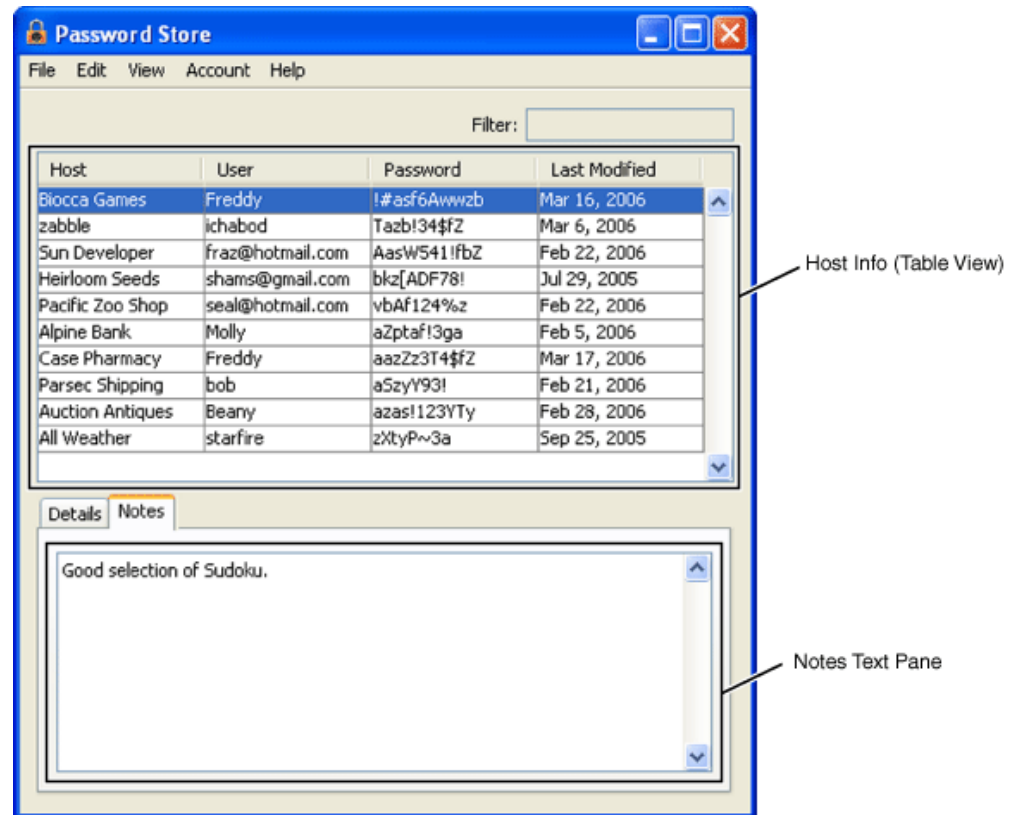 Password Store
File Edit View Account Help
Filter:
Host User Password Last Modified
Biocca Games Freddy !#asf6Awwzb Mar 16, 2006
zabble ichabod Tazb!34$fZ Mar 6, 2006
Sun Developer fraz@hotmail.com AasW541!fbZ Feb 22, 2006
Heirloom Seeds shams@gmail.com bkz[ADF78! Jul 29, 2005
Pacific Zoo Shop seal@hotmail.com vbAf124%z Feb 22, 2006
Alpine Bank Molly aZptaf!3ga Feb 5, 2006
Case Pharmacy Freddy aazZz3T4$fZ Mar 17, 2006
Parsec Shipping bob aSzyY93! Feb 21, 2006
Auction Antiques Beany azas!123YTy Feb 28, 2006
All Weather starfire zXtyP~3a Sep 25, 2005
Host Info (Table View)
Details Notes
Good selection of Sudoku.
Notes Text Pane